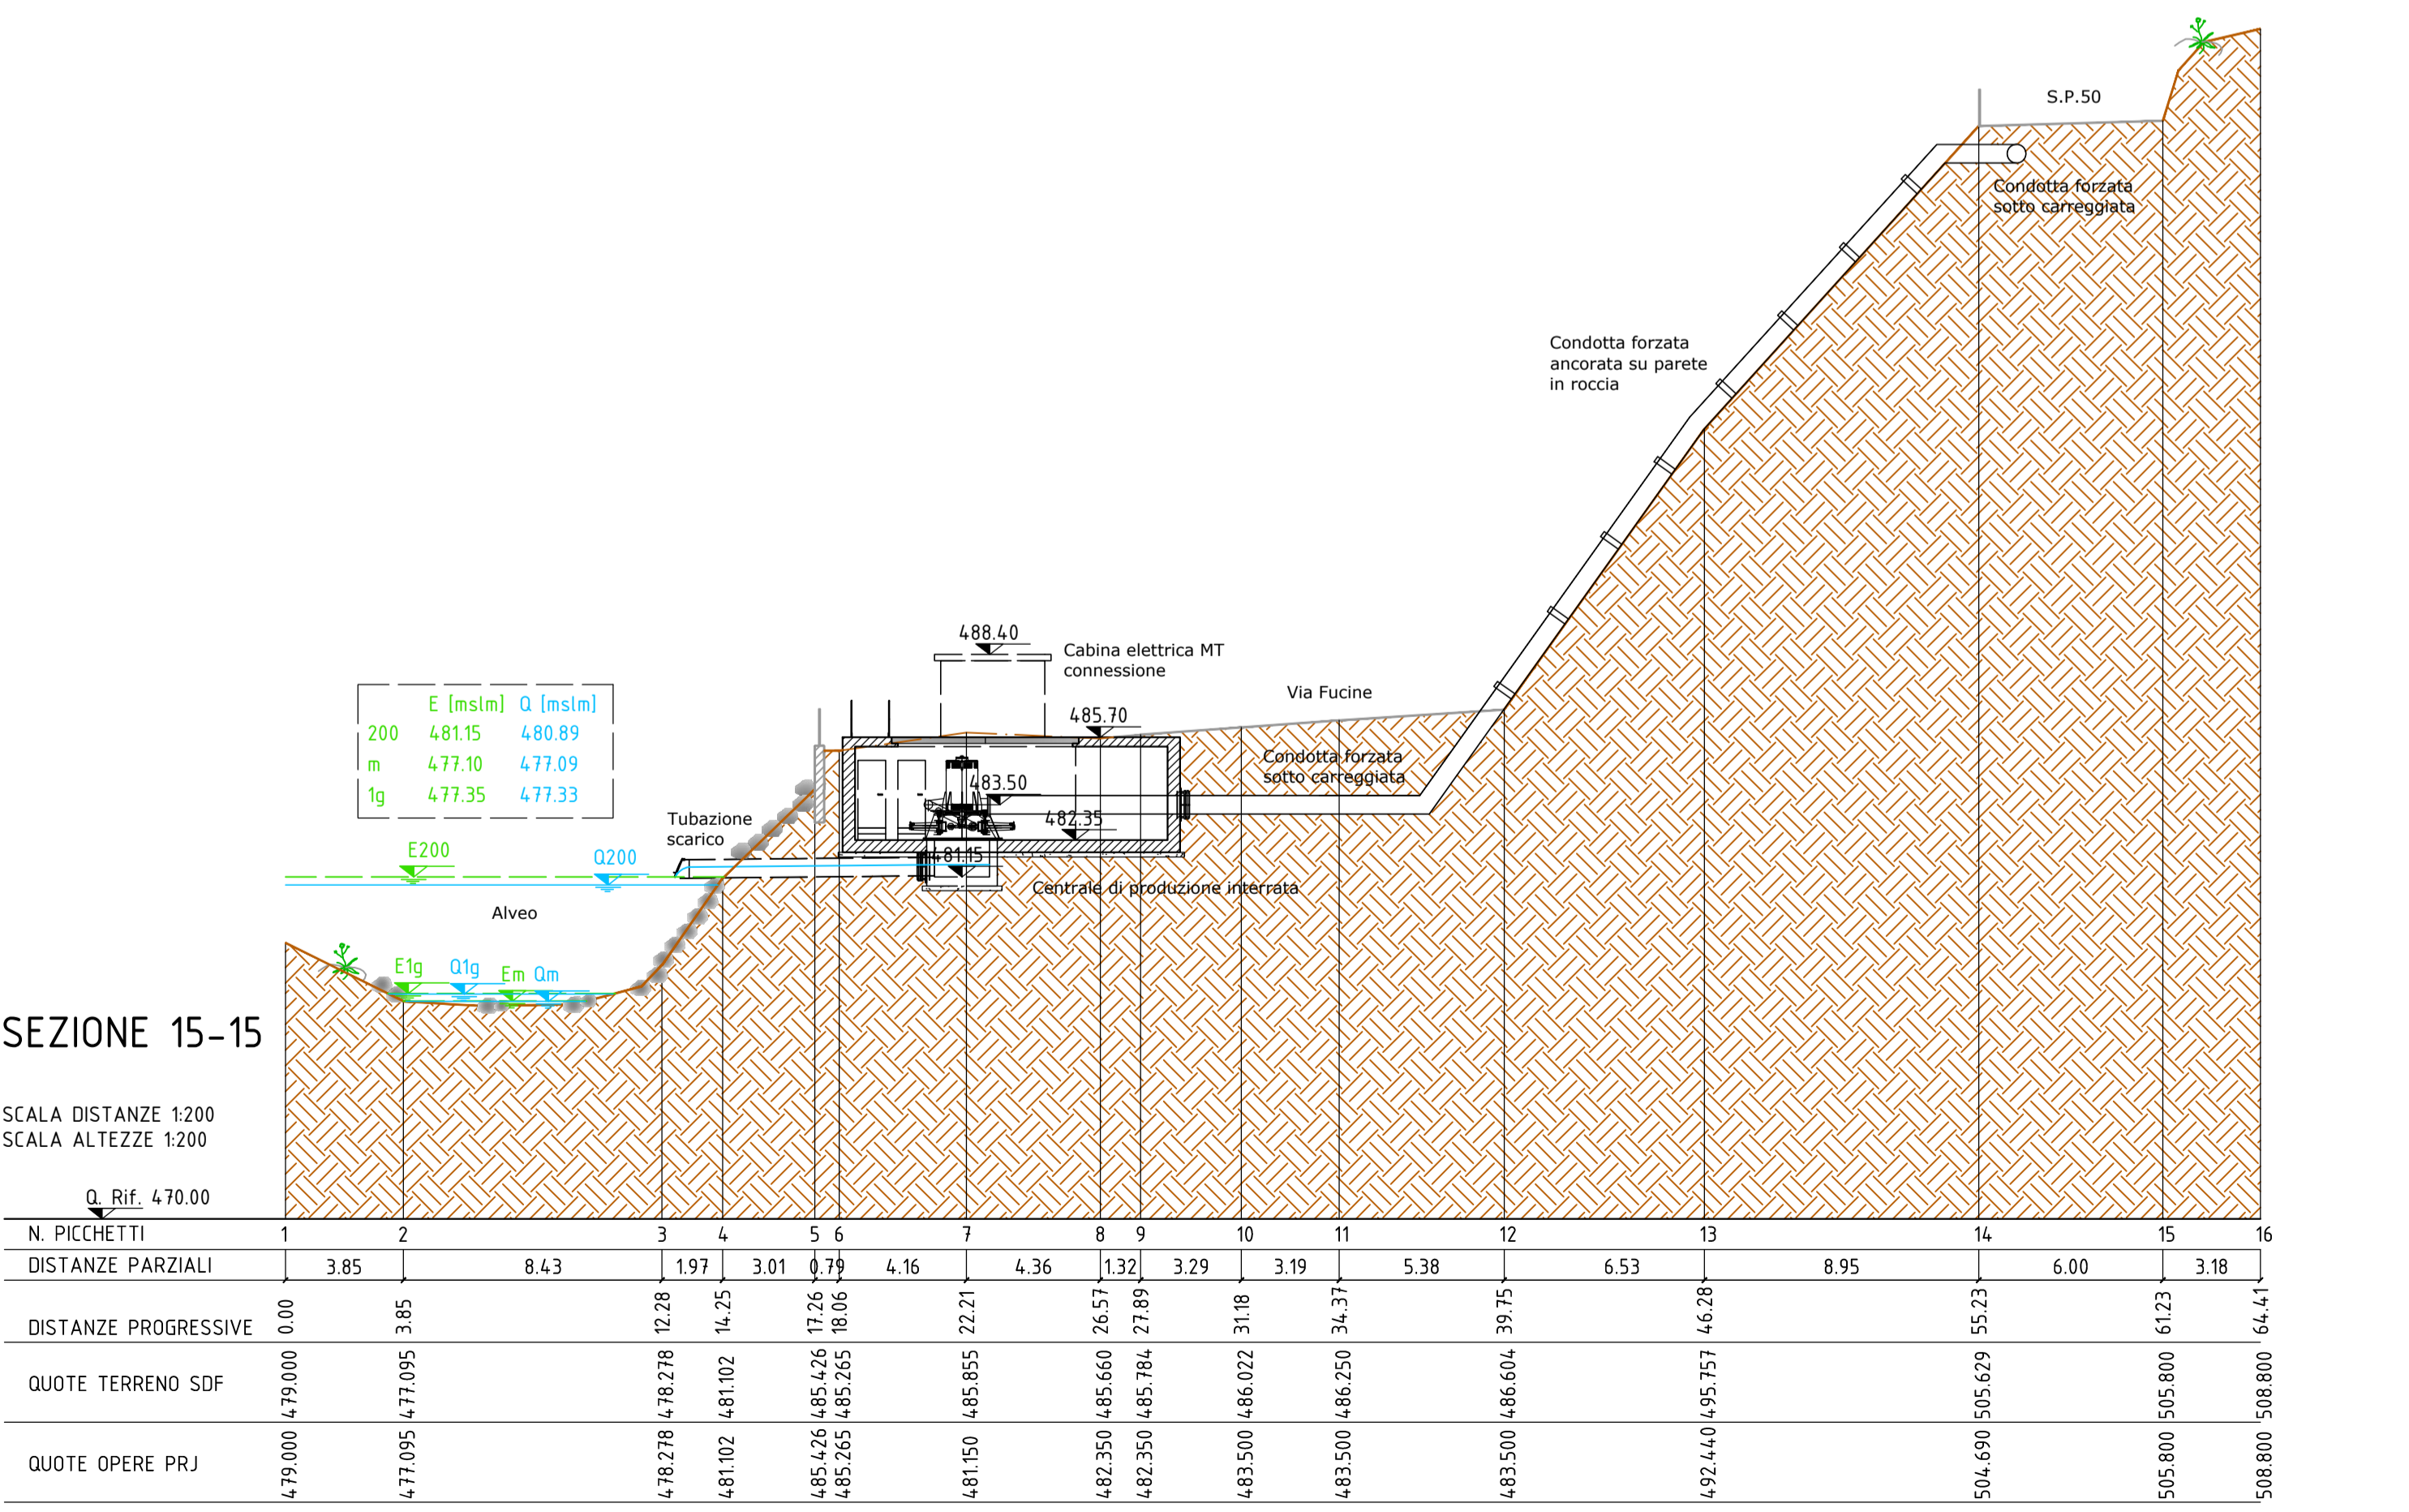 S.P.50
Condotta forzata
sotto carreggiata
Condotta forzata
ancorata su parete
in roccia
488.40
Cabina elettrica MT
connessione
Via Fucine
485.70
E [mslm] Q [mslm]
200 481.15 480.89
m 477.10 477.09
1g 477.35 477.33
Condotta forzata
sotto carreggiata
483.50
482.35
Tubazione
scarico
481.15
E200
Q200
Centrale di produzione interrata
Alveo
E1g Q1g Em Qm
SEZIONE 15-15
SCALA DISTANZE 1:200
SCALA ALTEZZE 1:200
Q. Rif. 470.00
N. PICCHETTI 1 2 3 4 5 6 7 8 9 10 11 12 13 14 15 16
DISTANZE PARZIALI 3.85 8.43 1.97 3.01 0.79 4.16 4.36 1.32 3.29 3.19 5.38 6.53 8.95 6.00 3.18
DISTANZE PROGRESSIVE 0.00 3.85 12.28 14.25 17.26 18.06 22.21 26.57 27.89 31.18 34.37 39.75 46.28 55.23 61.23 64.41
QUOTE TERRENO SDF 479.000 477.095 478.278 481.102 485.426 485.265 485.855 485.660 485.784 486.022 486.250 486.604 495.757 505.629 505.800 508.800
QUOTE OPERE PRJ 479.000 477.095 478.278 481.102 485.426 485.265 481.150 482.350 482.350 483.500 483.500 483.500 492.440 504.690 505.800 508.800